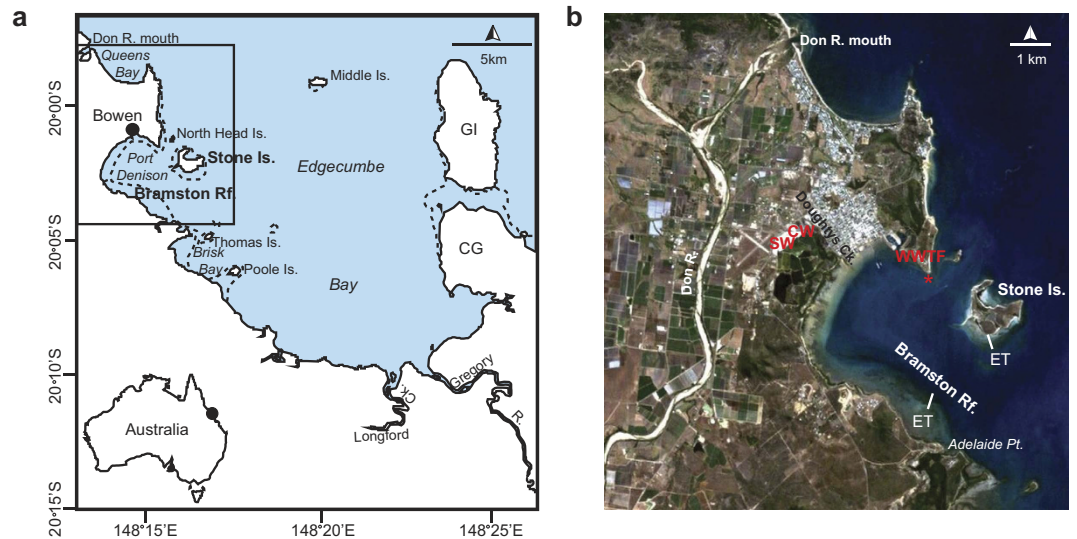 a
Don R. mouth
Queens
Bay
5km
Middle Is.
20°00'S
Bowen
North Head Is.
GI
Port
Denison
Stone Is.
Edgecumbe
Bramston Rf.
20°05'S
Thomas Is.
Brisk
Bay
CG
Poole Is.
Bay
20°10'S
Gregory
R.
CK.
Longford
Australia
20°15'S
148°15'E
148°20'E
148°25'E
b
Don R. mouth
1 km
Doughtys Ck.
CW
SW
WWTF
*
Don R.
Stone Is.
ET
Bramston Rf.
ET
Adelaide Pt.